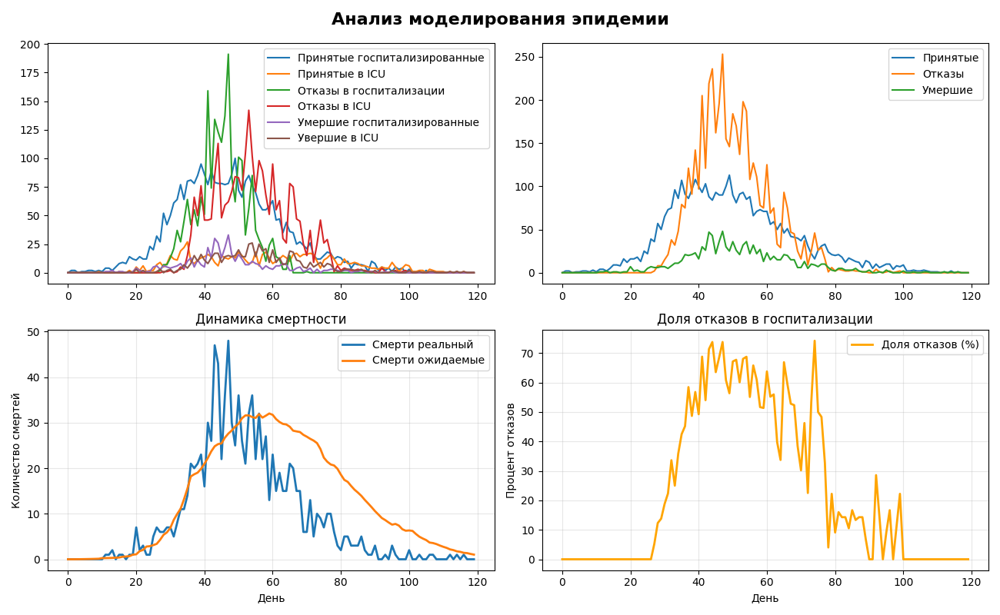 Анализ моделирования эпидемии
200
175
150
125
100
75
50
25
0
0 20 40 60 80 100 120
Принятые госпитализированные
Принятые в ICU
Отказы в госпитализации
Отказы в ICU
Умершие госпитализированные
Увершие в ICU
250
200
150
100
50
0
0 20 40 60 80 100 120
Принятые
Отказы
Умершие
Динамика смертности
Количество смертей
50
40
30
20
10
0
0 20 40 60 80 100 120
День
Смерти реальный
Смерти ожидаемые
Доля отказов в госпитализации
Процент отказов
70
60
50
40
30
20
10
0
0 20 40 60 80 100 120
День
Доля отказов (%)